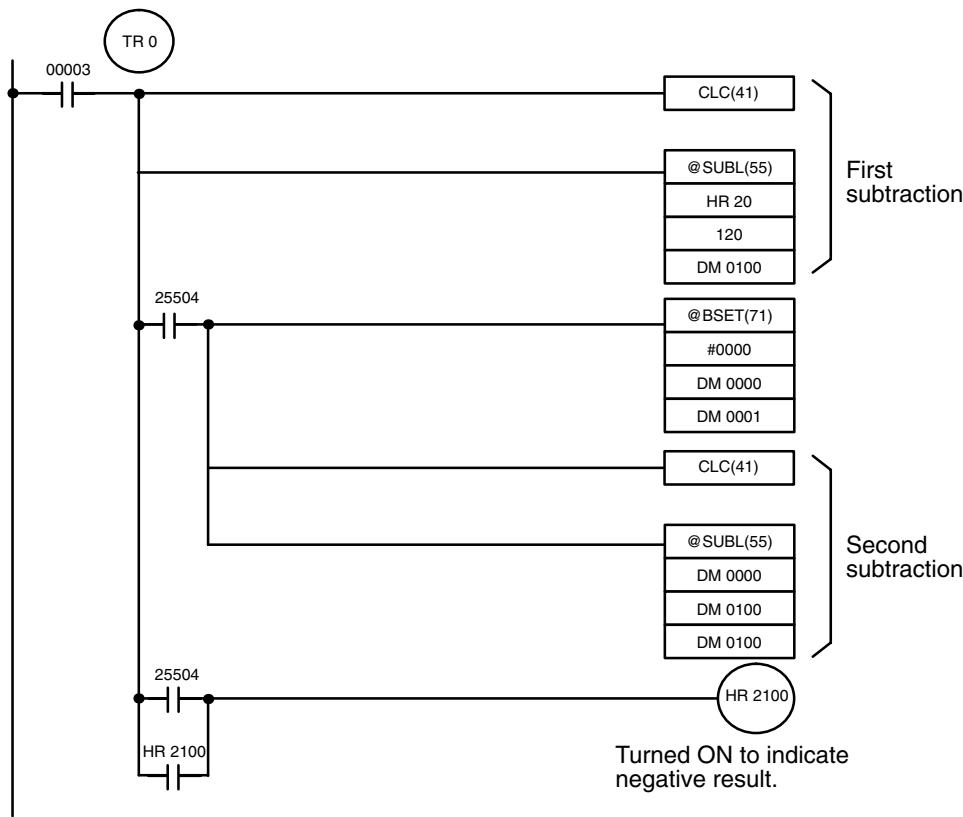 TR 0
00003
CLC(41)
@SUBL(55)
HR 20
120
DM 0100
First
subtraction
25504
@BSET(71)
#0000
DM 0000
DM 0001
CLC(41)
@SUBL(55)
DM 0000
DM 0100
DM 0100
Second
subtraction
25504
HR 2100
HR 2100
Turned ON to indicate
negative result.